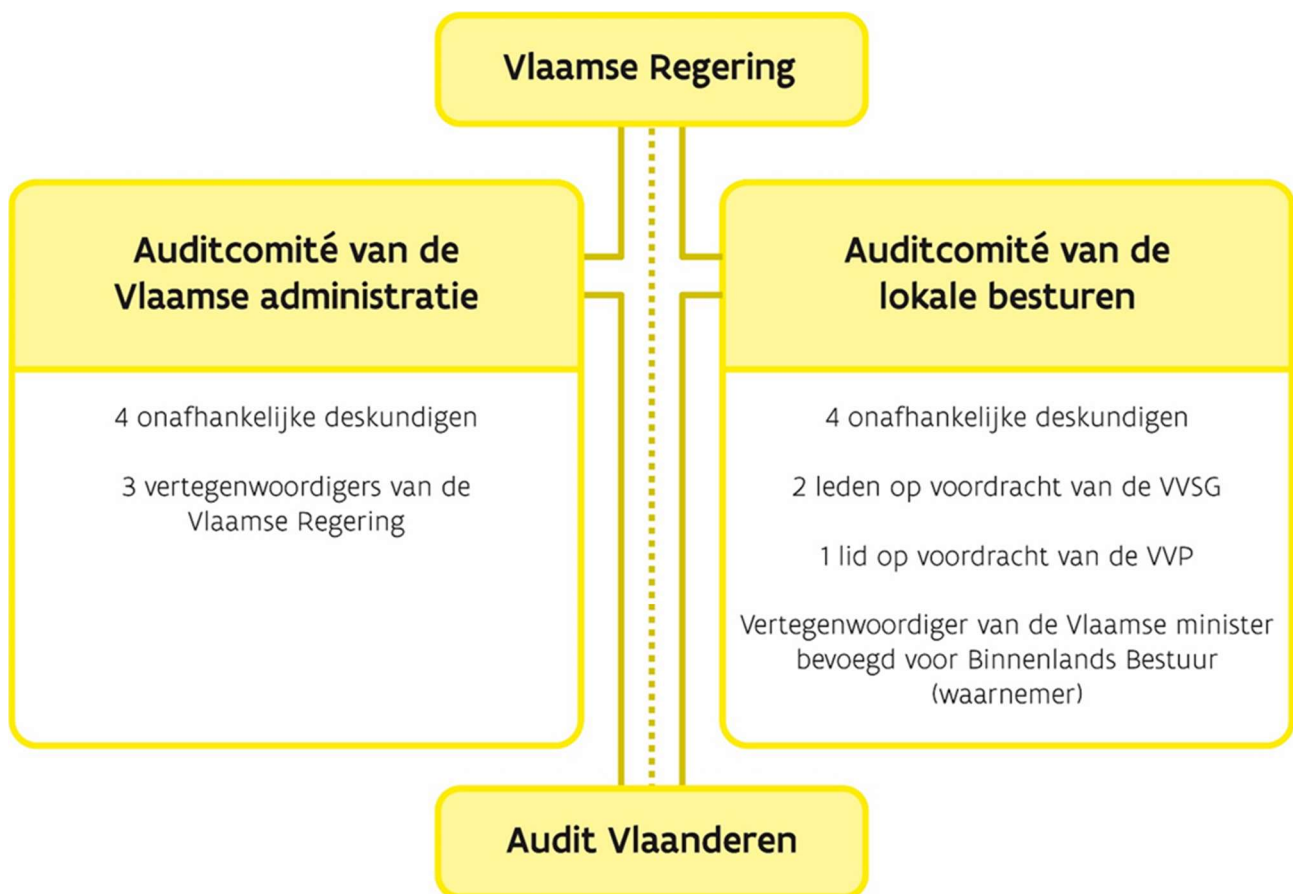 Vlaamse Regering
Auditcomité van de
Vlaamse administratie
4 onafhankelijke deskundigen
3 vertegenwoordigers van de
Vlaamse Regering
Auditcomité van de
lokale besturen
4 onafhankelijke deskundigen
2 leden op voordracht van de VVSG
1 lid op voordracht van de VVP
Vertegenwoordiger van de Vlaamse minister
bevoegd voor Binnenlands Bestuur
(waarnemer)
Audit Vlaanderen